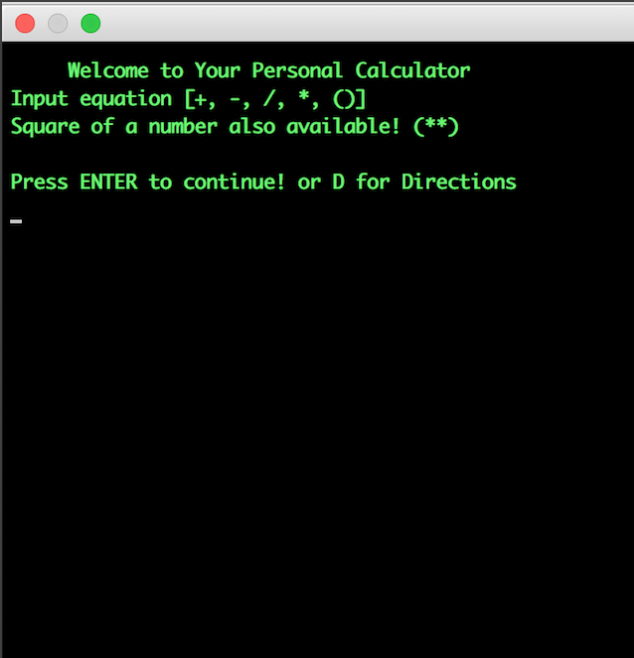 Welcome to Your Personal Calculator
Input equation [+, -, /, *, ()]
Square of a number also available! (**)
Press ENTER to continue! or D for Directions